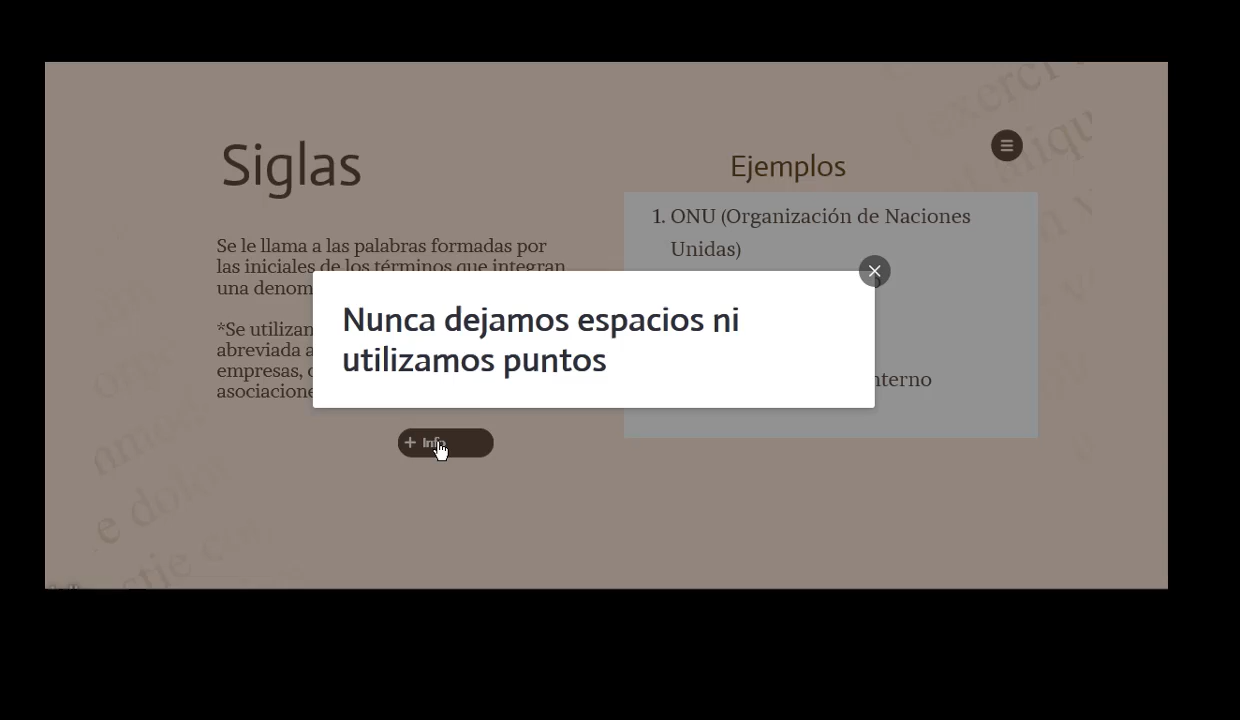 Siglas
Se le llama a las palabras formadas por
las iniciales de los términos que integran
una denom
*Se utilizan
abreviada a
empresas,
asociacione
+ Info
Ejemplos
1. ONU (Organización de Naciones
Unidas)
nterno
Nunca dejamos espacios ni
utilizamos puntos